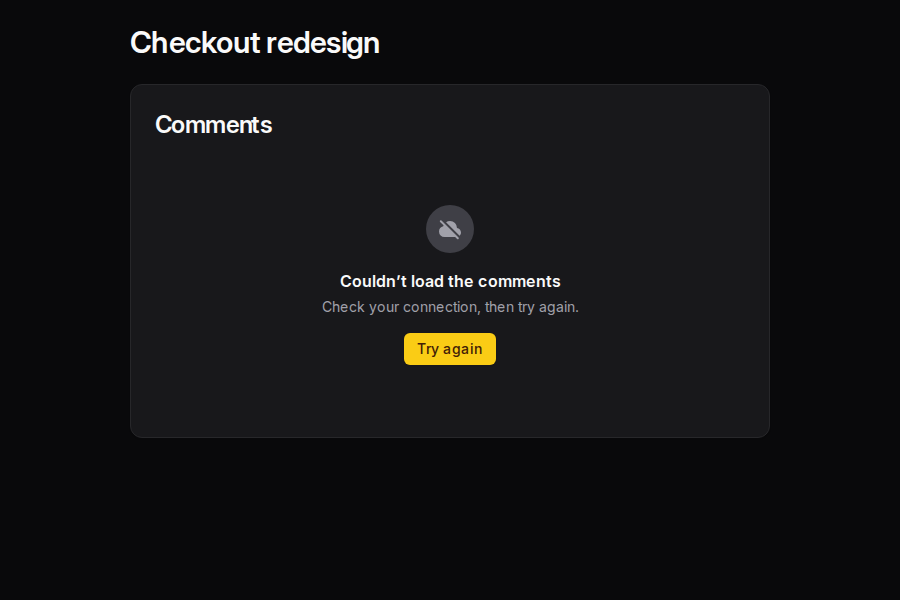 Checkout redesign
Comments
Couldn’t load the comments
Check your connection, then try again.
Try again